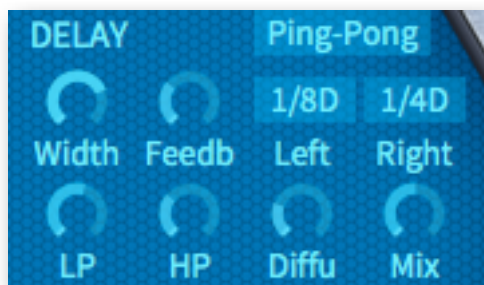 DELAY Ping-Pong
1/8D 1/4D
Width Feedb Left Right
LP HP Diffu Mix